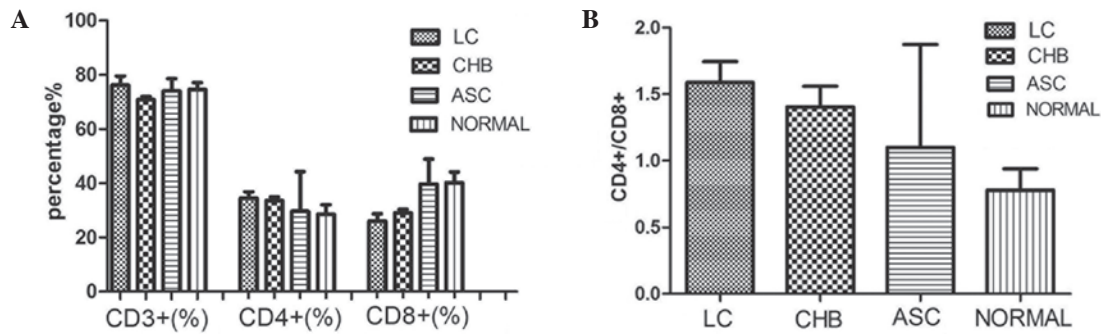 A
percentage%
100
80
60
40
20
0
LC
CHB
ASC
NORMAL
CD3+(%) CD4+(%) CD8+(%)
B
CD4+/CD8+
2.0
1.5
1.0
0.5
0.0
LC
CHB
ASC
NORMAL
LC CHB ASC NORMAL